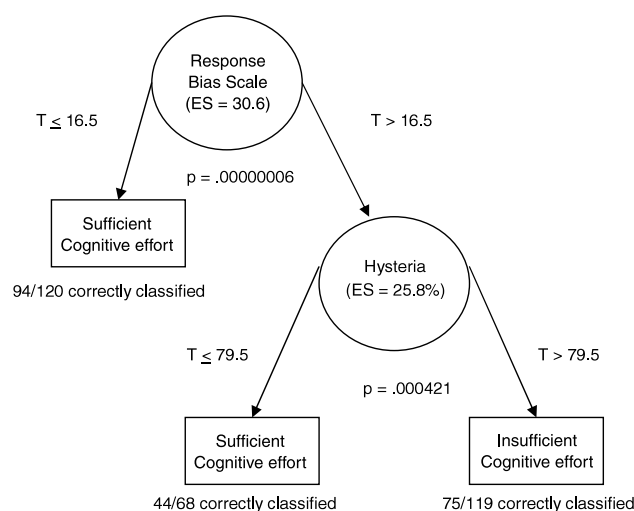 Response
Bias Scale
(ES = 30.6)
T ≤ 16.5
T > 16.5
p = .00000006
Sufficient
Cognitive effort
94/120 correctly classified
Hysteria
(ES = 25.8%)
T ≤ 79.5
T > 79.5
p = .000421
Sufficient
Cognitive effort
44/68 correctly classified
Insufficient
Cognitive effort
75/119 correctly classified